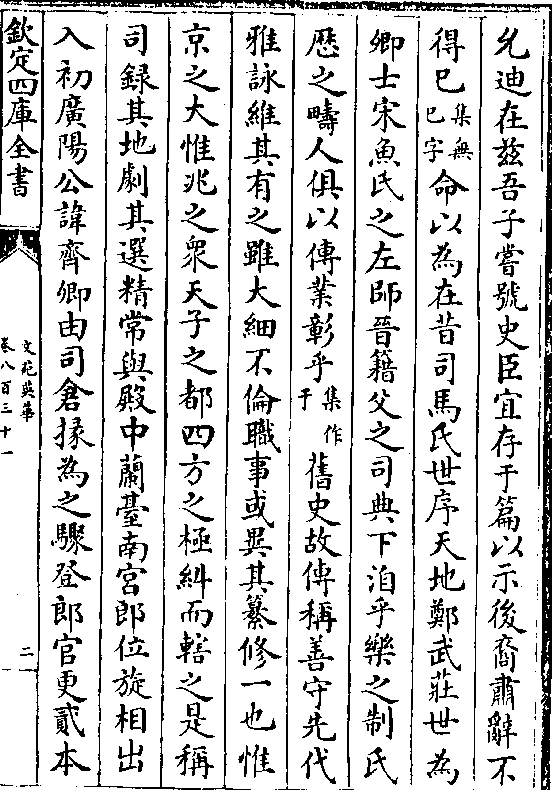 允迪在兹吾子嘗號史臣宜存于篇以示後裔肅辭不
得已集無巳字命以為在昔司馬氏世序天地鄭武莊世為
卿士宋魚氏之左師晉籍父之司典下洎乎樂之制氏
厯之疇人俱以傳業彰乎集作于舊史故傳稱善守先代
雅詠維其有之雖大細不倫職事或異其纂修一也惟
京之大惟兆之衆天子之都四方之極糾而轄之是稱
司録其地劇其選精常與殿中蘭臺南宫郎位旋相出
入初廣陽公諱齊卿由司倉掾為之驟登郎官更貳本
欽定四庫全書
文苑英華
卷八百三十一
二